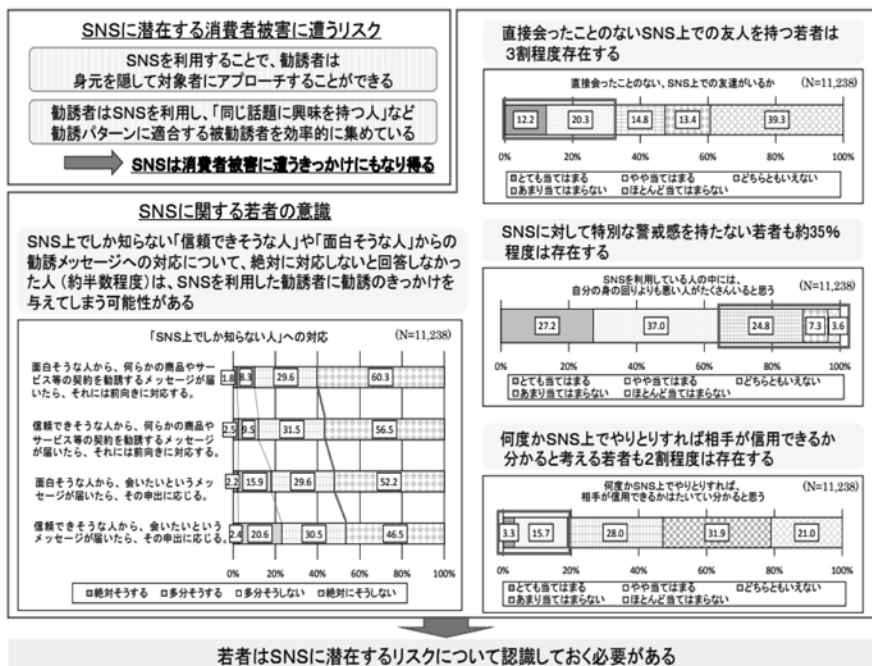 SNSに潜在する消費者被害に遭うリスク
SNSを利用することで、勧誘者は
身元を隠して対象者にアプローチすることができる
勧誘者はSNSを利用し、「同じ話題に興味を持つ人」など
勧誘パターンに適合する被勧誘者を効率的に集めている
SNSは消費者被害に遭うきっかけにもなり得る
SNSに関する若者の意識
SNS上でしか知らない「信頼できそうな人」や「面白そうな人」からの
勧誘メッセージへの対応について、絶対に対応しないと回答しなかっ
た人（約半数程度）は、SNSを利用した勧誘者に勧誘のきっかけを
与えてしまう可能性がある
「SNS上でしか知らない人」への対応 (N=11,238)
面白そうな人から、何らかの商品やサー
ビス等の契約を勧誘するメッセージが届
いたら、それには前向きに対応する。
1.8 8.3 29.6 60.3
信頼できそうな人から、何らかの商品や
サービス等の契約を勧誘するメッセージ
が届いたら、それには前向きに対応する。
2.5 9.5 31.5 56.5
面白そうな人から、会いたいというメッ
セージが届いたら、その申出に応じる。
2.2 15.9 29.6 52.2
信頼できそうな人から、会いたいという
メッセージが届いたら、その申出に応じる。
2.4 20.6 30.5 46.5
0% 20% 40% 60% 80% 100%
絶対そうする 多分そうする 多分そうしない 絶対にそうしない
直接会ったことのないSNS上での友人を持つ若者は
3割程度存在する
直接会ったことのない、SNS上での友達がいるか (N=11,238)
12.2 20.3 14.8 13.4 39.3
0% 20% 40% 60% 80% 100%
とても当てはまる やや当てはまる どちらともいえない
あまり当てはまらない ほとんど当てはまらない
SNSに対して特別な警戒感を持たない若者も約35%
程度は存在する
SNSを利用している人の中には、
自分の身の回りよりも悪い人がたくさんいると思う (N=11,238)
27.2 37.0 24.8 7.3 3.6
0% 20% 40% 60% 80% 100%
とても当てはまる やや当てはまる どちらともいえない
あまり当てはまらない ほとんど当てはまらない
何度かSNS上でやりとりすれば相手が信用できるか
分かると考える若者も2割程度は存在する
何度かSNS上でやりとりすれば、
相手が信用できるかはたいてい分かると思う (N=11,238)
3.3 15.7 28.0 31.9 21.0
0% 20% 40% 60% 80% 100%
とても当てはまる やや当てはまる どちらともいえない
あまり当てはまらない ほとんど当てはまらない
若者はSNSに潜在するリスクについて認識しておく必要がある